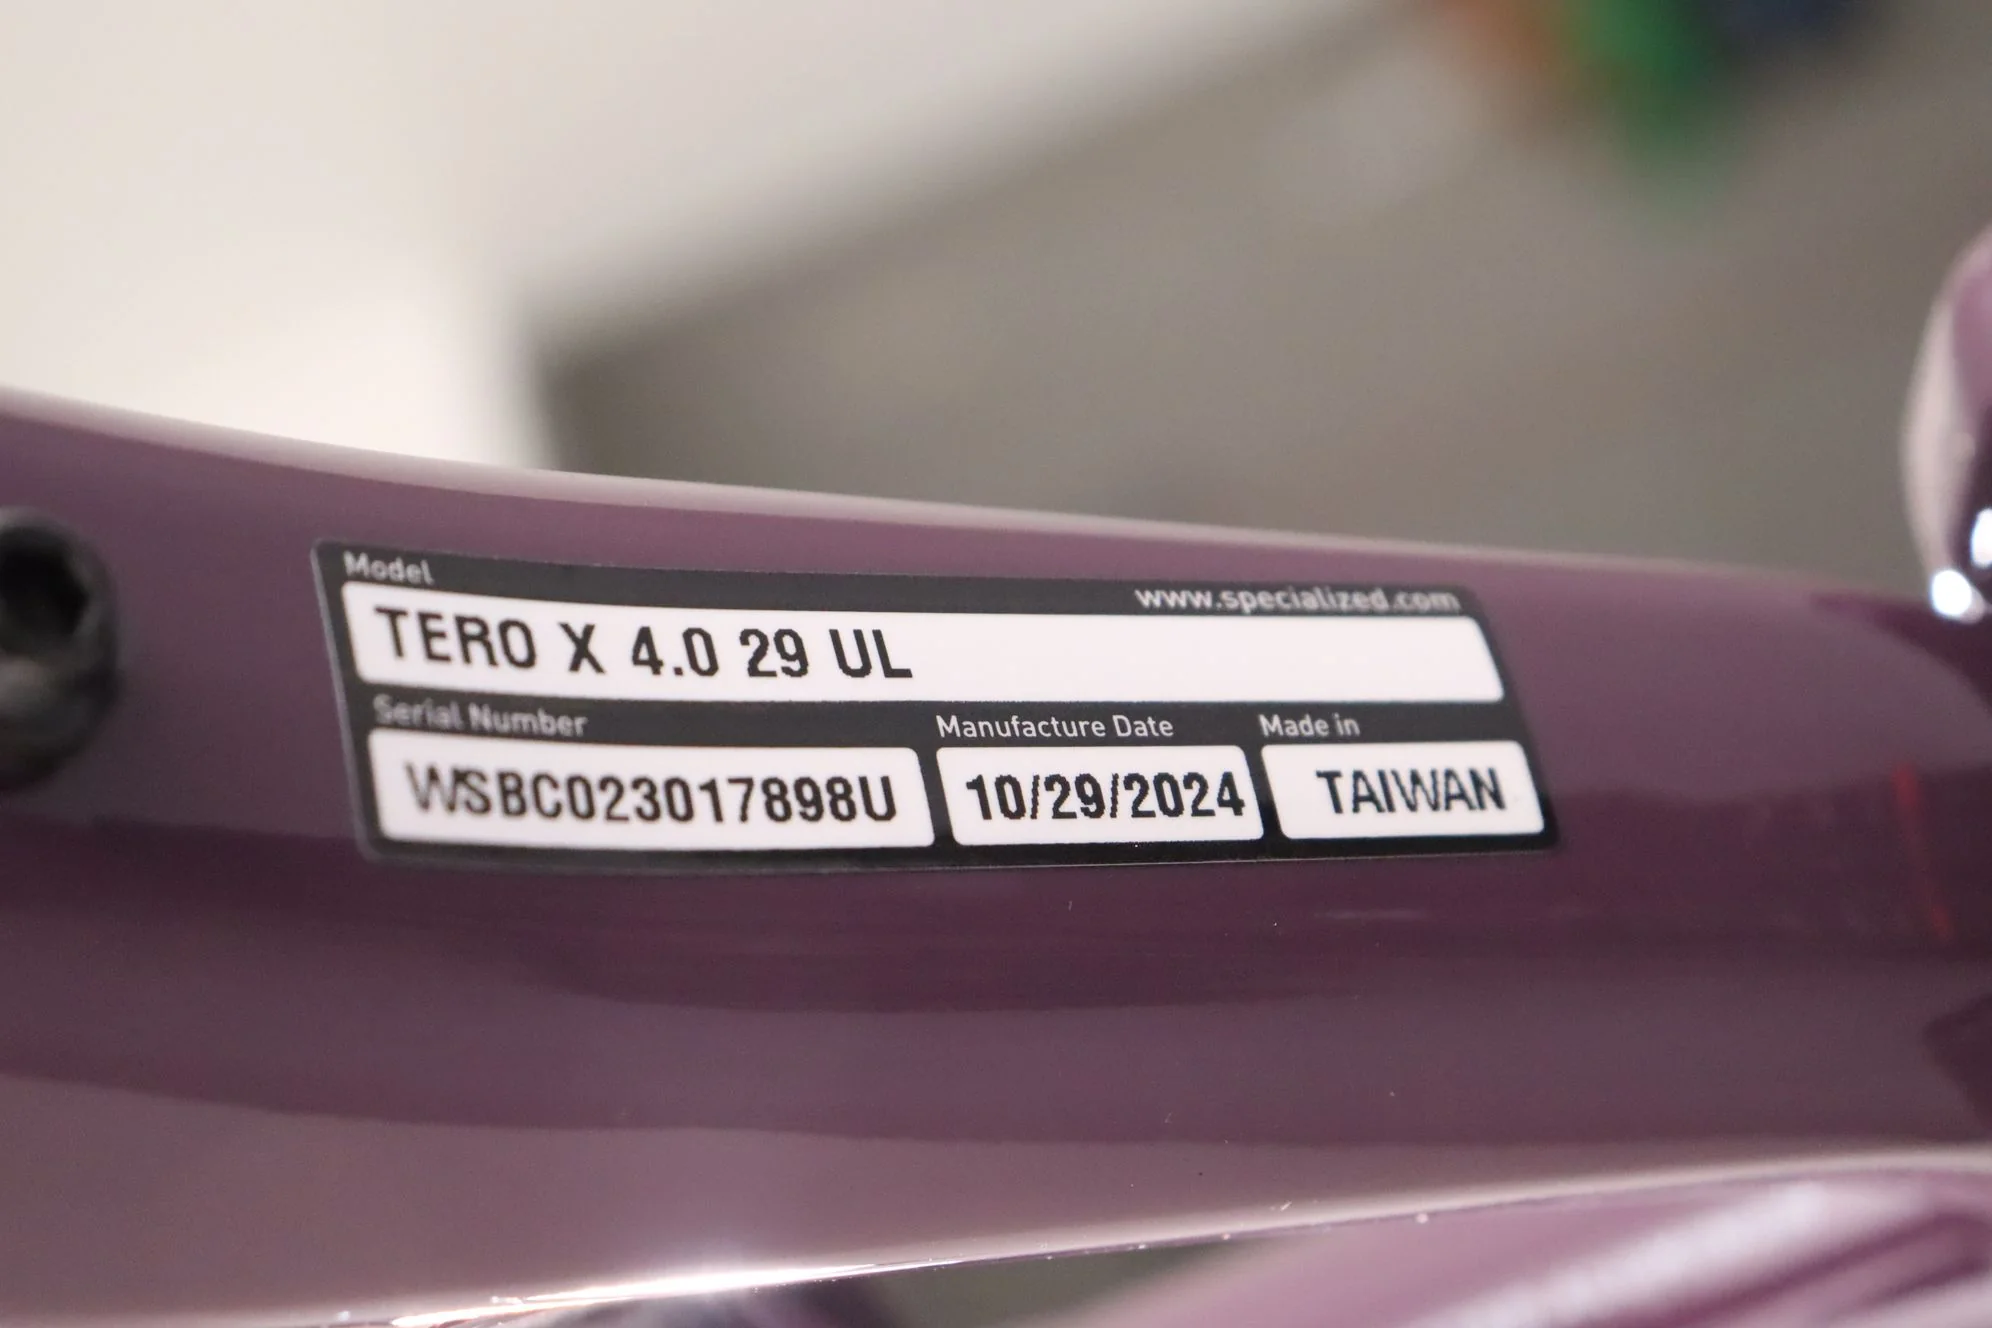 Model
www.specialized.com
TERO X 4.0 29 UL
Serial Number Manufacture Date Made in
WSBC023017898U 10/29/2024 TAIWAN